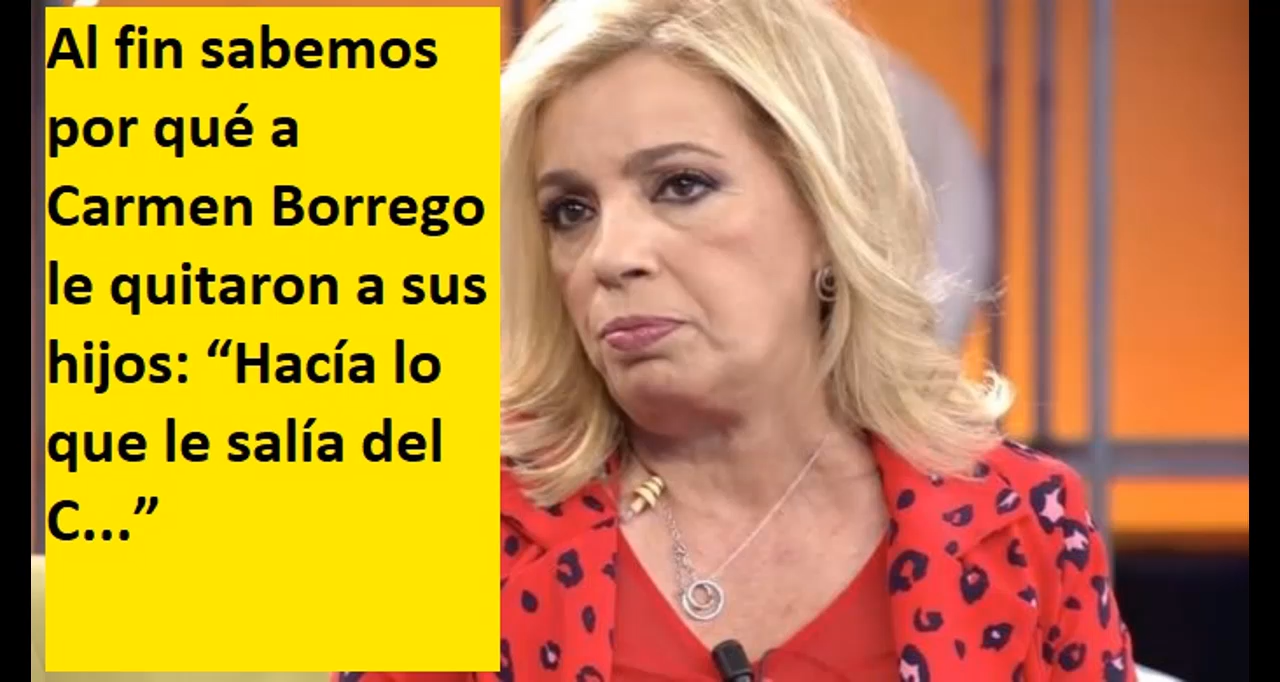 Al fin sabemos
por qué a
Carmen Borrego
le quitaron a sus
hijos: “Hacía lo
que le salía del
C...”